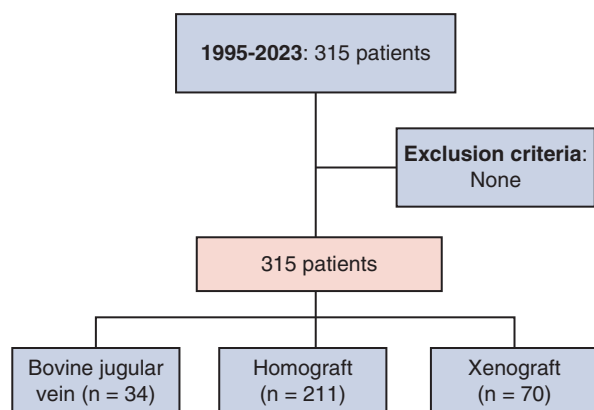 1995-2023: 315 patients
Exclusion criteria:
None
315 patients
Bovine jugular
vein (n = 34)
Homograft
(n = 211)
Xenograft
(n = 70)